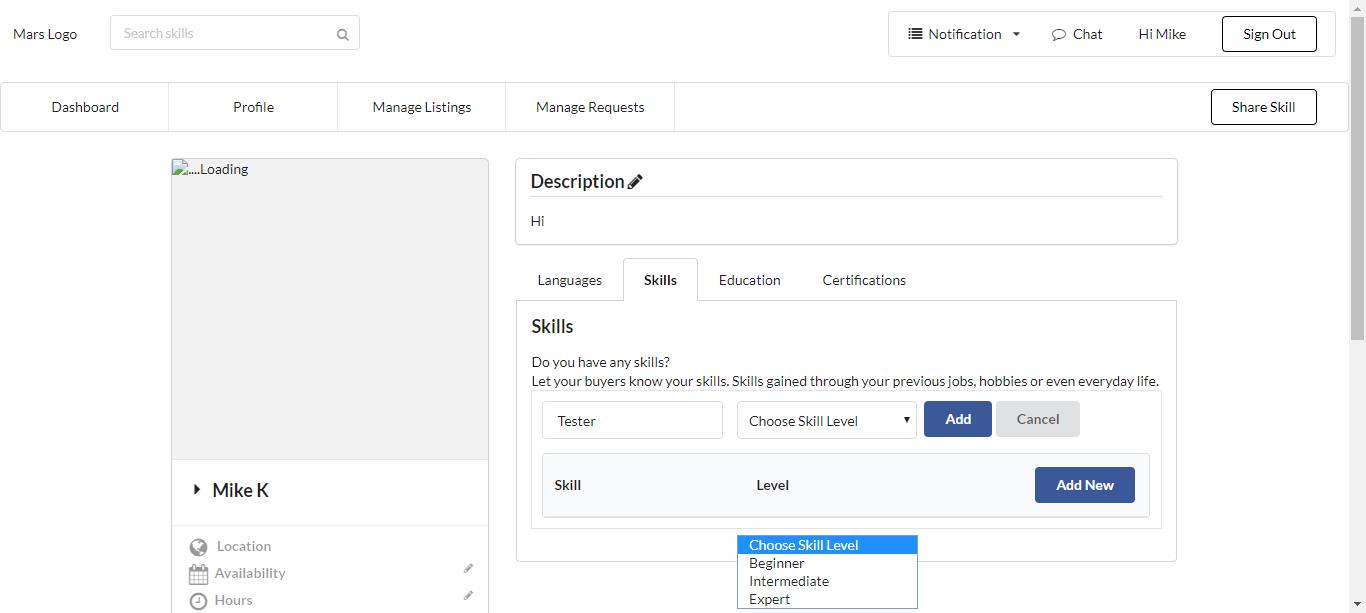 Mars Logo
Search skills
Notification
Chat
Hi Mike
Sign Out
Dashboard
Profile
Manage Listings
Manage Requests
Share Skill
....Loading
Mike K
Location
Availability
Hours
Description
Hi
Languages
Skills
Education
Certifications
Skills
Do you have any skills?
Let your buyers know your skills. Skills gained through your previous jobs, hobbies or even everyday life.
Tester
Choose Skill Level
Add
Cancel
Skill
Level
Add New
Choose Skill Level
Beginner
Intermediate
Expert